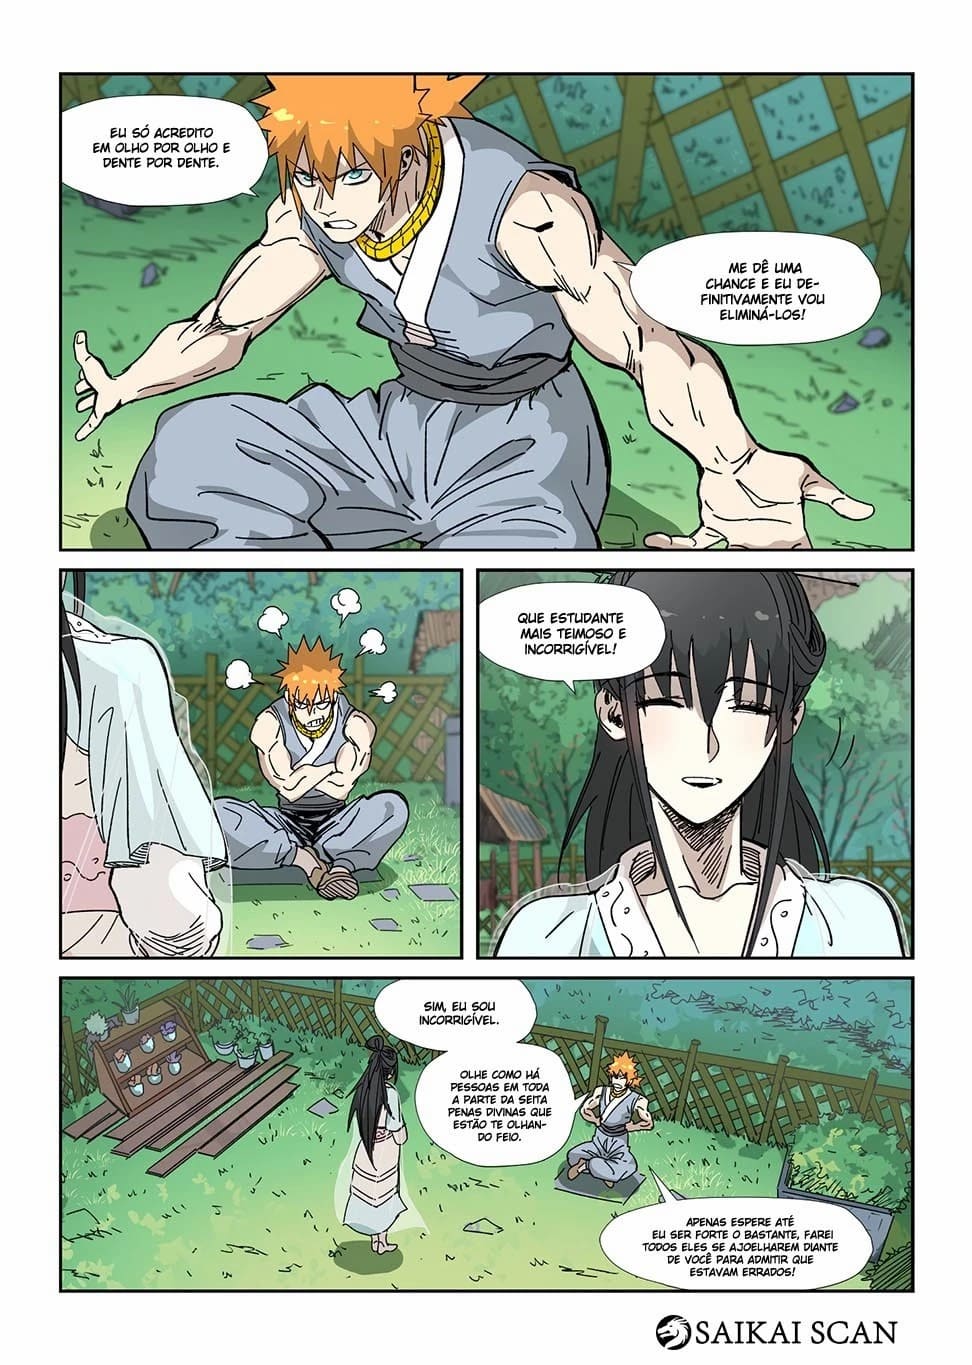 EU SÓ ACREDITO
EM OLHO POR OLHO E
DENTE POR DENTE.
ME DÊ UMA
CHANCE E EU DE-
FINITIVAMENTE VOU
ELIMINÁ-LOS!
QUE ESTUDANTE
MAIS TEIMOSO E
INCORRIGÍVEL!
SIM, EU SOU
INCORRIGÍVEL.
OLHE COMO HÁ
PESSOAS EM TODA
A PARTE DA SEITA
PENAS DIVINAS QUE
ESTÃO TE OLHAN-
DO FEIO.
APENAS ESPERE ATÉ
EU SER FORTE O BASTANTE, FAREI
TODOS ELES SE AJOELHAREM DIANTE
DE VOCÊ PARA ADMITIR QUE
ESTAVAM ERRADOS!
SAIKAI SCAN